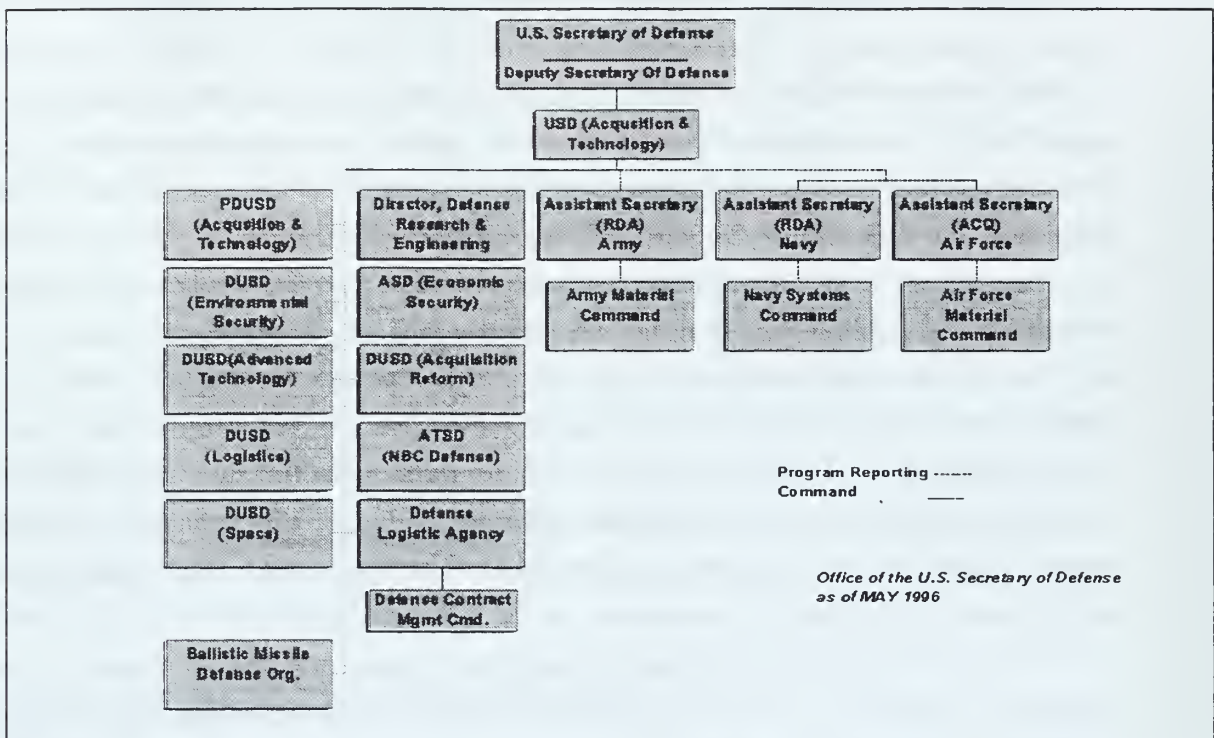 U.S. Secretary of Defense
Deputy Secretary Of Defense
USD (Acqusition &
Technology)
PDUSD
(Acqusition &
Technology)
Director, Defense
Research &
Engineering
Assistant Secretary
(RDA)
Army
Assistant Secretary
(RDA)
Navy
Assistant Secretary
(ACQ)
Air Force
DUSD
(Environmental
Security)
ASD (Economic
Security)
Army Material
Command
Navy Systems
Command
Air Force
Material
Command
DUSD(Advanced
Technology)
DUSD (Acquilsition
Reform)
DUSD
(Logistics)
ATSD
(NBC Defense)
Program Reporting
Command
DUSD
(Space)
Defense
Logistic Agency
Office of the U.S. Secretary of Defense
as of MAY 1996
Defense Contract
Mgmt Cmd.
Ballistic Missile
Defense Org.